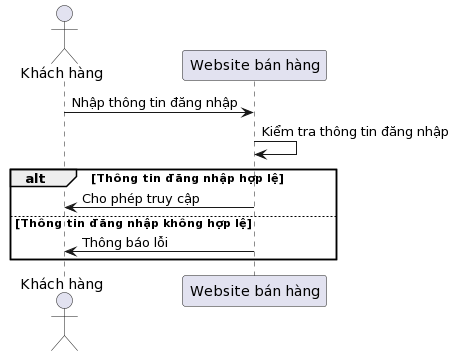 Khách hàng
Website bán hàng
Nhập thông tin đăng nhập
Kiểm tra thông tin đăng nhập
alt [Thông tin đăng nhập hợp lệ]
Cho phép truy cập
[Thông tin đăng nhập không hợp lệ]
Thông báo lỗi
Khách hàng
Website bán hàng